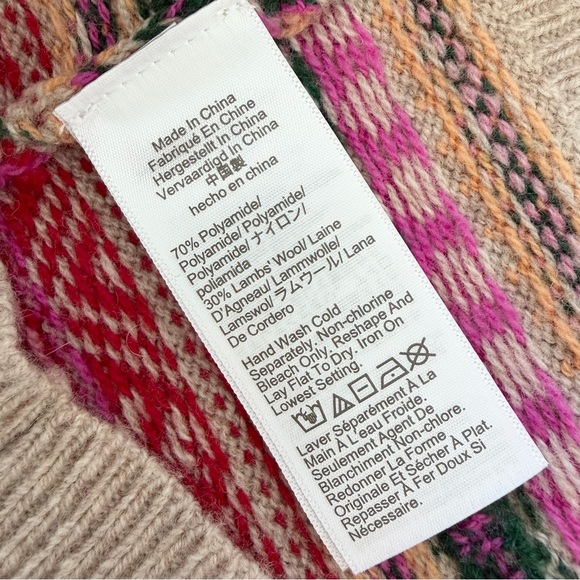 Made In China
Fabriqué En Chine
Hergestellt In China
Vervaardigd In China
中国製
hecho en china
70% Polyamide/
Polyamide/ Polyamide/
Polyamide/ ナイロン/
poliamida
30% Lambs' Wool/ Laine
D'Agneau/ Lammwolle/
Lamswol/ ラムウール/ Lana
De Cordero
Hand Wash Cold
Separately, Non-chlorine
Bleach Only, Reshape And
Lay Flat To Dry. Iron On
Lowest Setting.
Laver Séparément À La
Main À L'eau Froide.
Seulement Agent De
Blanchiment Non-chlore.
Redonner La Forme
Originale Et Sécher À Plat.
Repasser À Fer Doux Si
Nécessaire.